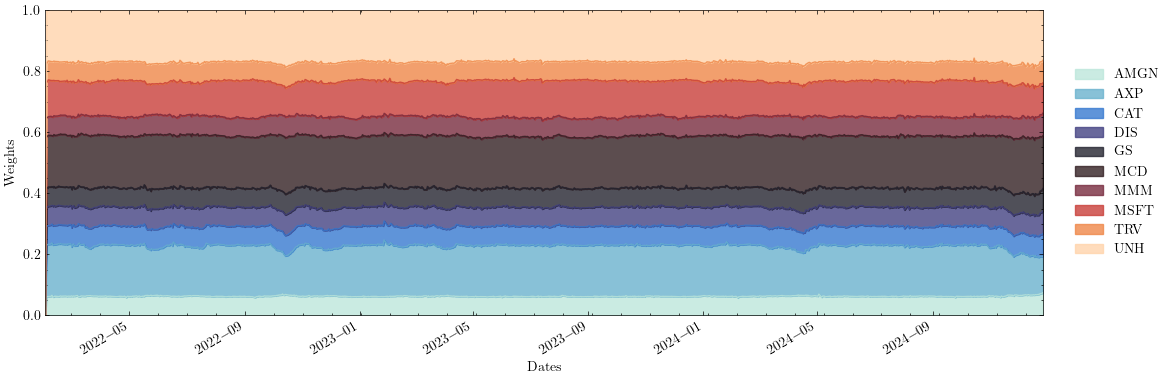 1.0
0.8
0.6
0.4
0.2
0.0
Weights
2022−05
2022−09
2023−01
2023−05
2023−09
2024−01
2024−05
2024−09
Dates
AMGN
AXP
CAT
DIS
GS
MCD
MMM
MSFT
TRV
UNH